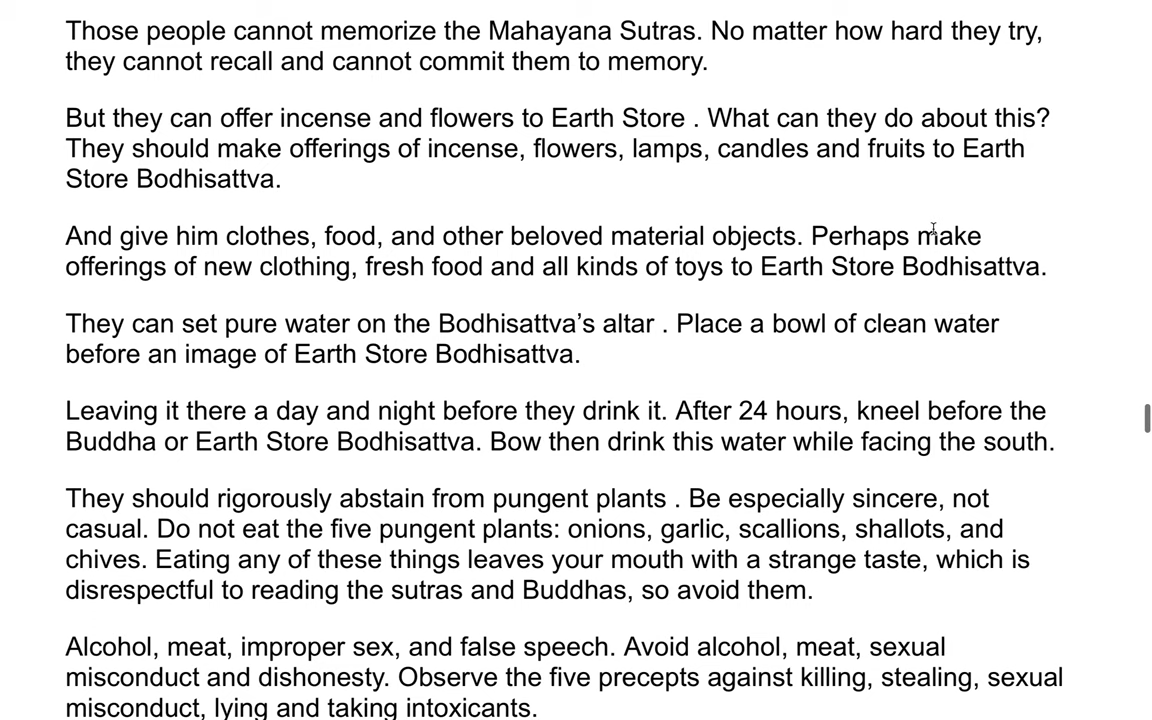 Those people cannot memorize the Mahayana Sutras. No matter how hard they try,
they cannot recall and cannot commit them to memory.
But they can offer incense and flowers to Earth Store . What can they do about this?
They should make offerings of incense, flowers, lamps, candles and fruits to Earth
Store Bodhisattva.
And give him clothes, food, and other beloved material objects. Perhaps make
offerings of new clothing, fresh food and all kinds of toys to Earth Store Bodhisattva.
They can set pure water on the Bodhisattva’s altar . Place a bowl of clean water
before an image of Earth Store Bodhisattva.
Leaving it there a day and night before they drink it. After 24 hours, kneel before the
Buddha or Earth Store Bodhisattva. Bow then drink this water while facing the south.
They should rigorously abstain from pungent plants . Be especially sincere, not
casual. Do not eat the five pungent plants: onions, garlic, scallions, shallots, and
chives. Eating any of these things leaves your mouth with a strange taste, which is
disrespectful to reading the sutras and Buddhas, so avoid them.
Alcohol, meat, improper sex, and false speech. Avoid alcohol, meat, sexual
misconduct and dishonesty. Observe the five precepts against killing, stealing, sexual
misconduct, lying and taking intoxicants.